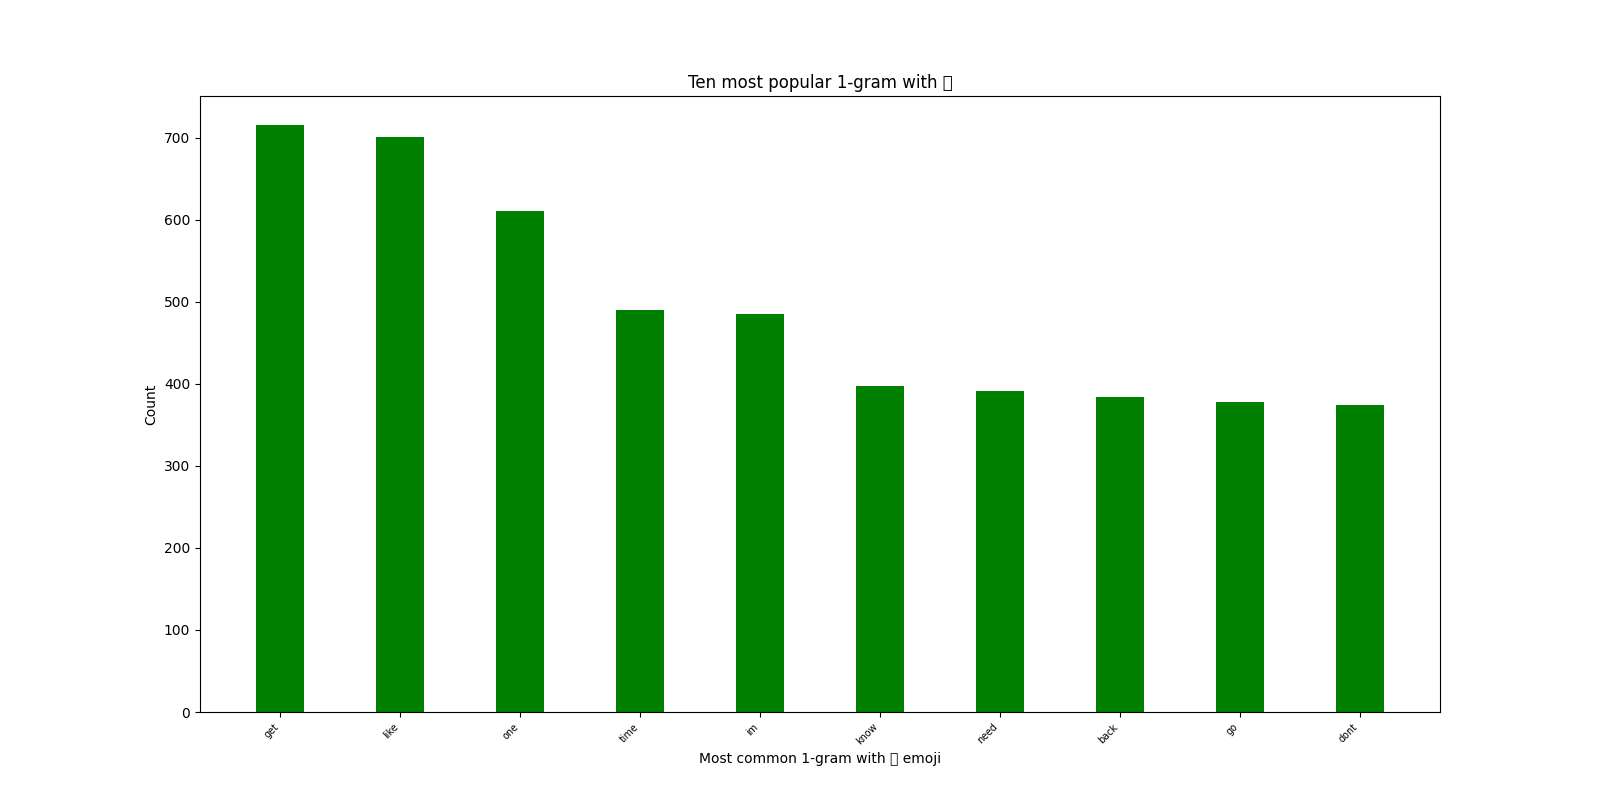 Ten most popular 1-gram with ▯
700
600
500
400
300
200
100
0
Count
get
like
one
time
im
know
need
back
go
dont
Most common 1-gram with ▯ emoji